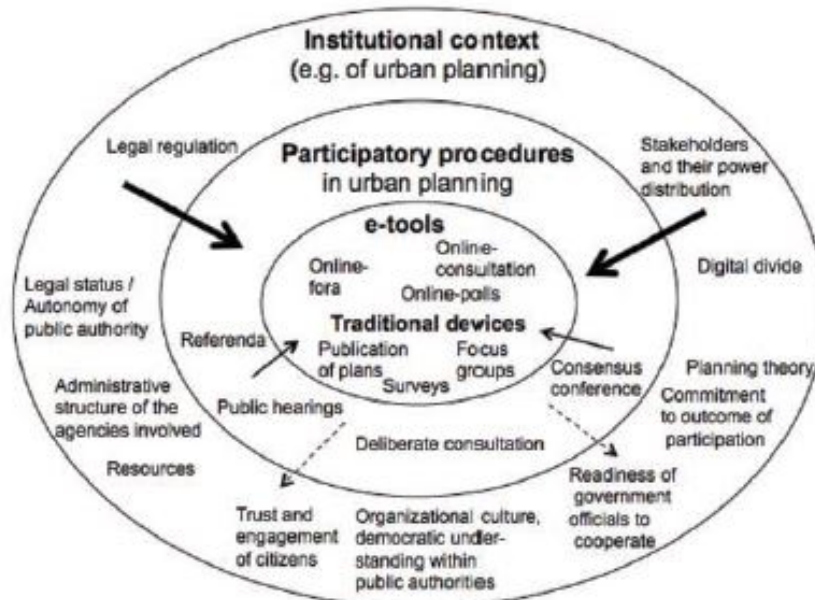 Institutional context
(e.g. of urban planning)
Legal regulation
Stakeholders
and their power
distribution
Participatory procedures
in urban planning
e-tools
Online-
consultation
Online-
fora
Online-polls
Digital divide
Legal status /
Autonomy of
public authority
Traditional devices
Referenda
Publication
of plans
Focus
groups
Surveys
Consensus
conference
Planning theory
Commitment
to outcome of
participation
Administrative
structure of the
agencies involved
Public hearings
Deliberate consultation
Resources
Readiness of
government
officials to
cooperate
Trust and
engagement
of citizens
Organizational culture,
democratic under-
standing within
public authorities